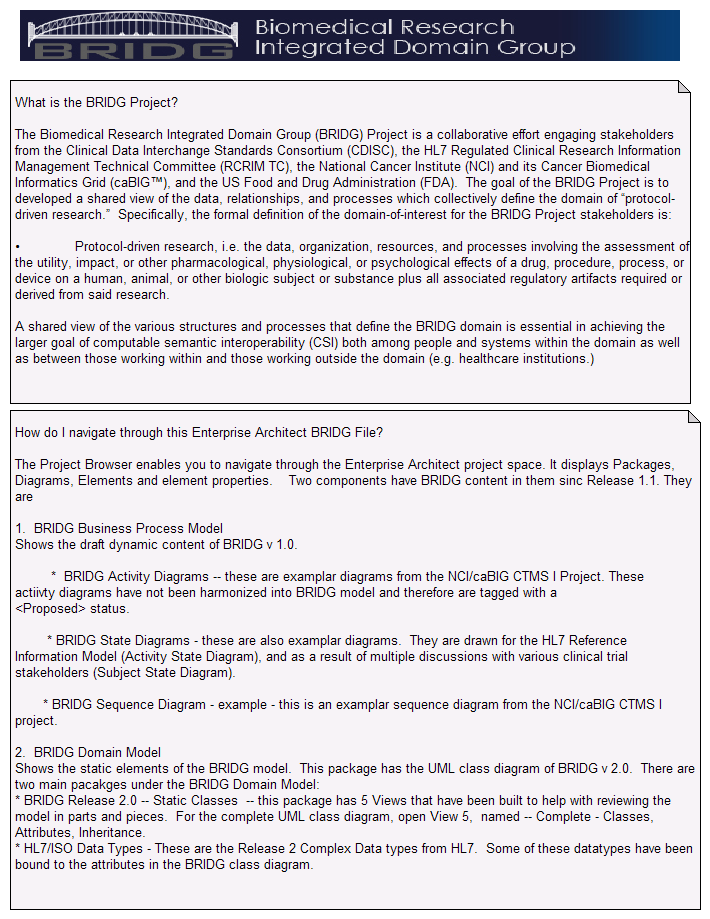 BRIDG
Biomedical Research
Integrated Domain Group
What is the BRIDG Project?
The Biomedical Research Integrated Domain Group (BRIDG) Project is a collaborative effort engaging stakeholders
from the Clinical Data Interchange Standards Consortium (CDISC), the HL7 Regulated Clinical Research Information
Management Technical Committee (RCRIM TC), the National Cancer Institute (NCI) and its Cancer Biomedical
Informatics Grid (caBIG™), and the US Food and Drug Administration (FDA).  The goal of the BRIDG Project is to
developed a shared view of the data, relationships, and processes which collectively define the domain of “protocol-
driven research.”  Specifically, the formal definition of the domain-of-interest for the BRIDG Project stakeholders is:
• Protocol-driven research, i.e. the data, organization, resources, and processes involving the assessment of
the utility, impact, or other pharmacological, physiological, or psychological effects of a drug, procedure, process, or
device on a human, animal, or other biologic subject or substance plus all associated regulatory artifacts required or
derived from said research.
A shared view of the various structures and processes that define the BRIDG domain is essential in achieving the
larger goal of computable semantic interoperability (CSI) both among people and systems within the domain as well
as between those working within and those working outside the domain (e.g. healthcare institutions.)
How do I navigate through this Enterprise Architect BRIDG File?
The Project Browser enables you to navigate through the Enterprise Architect project space. It displays Packages,
Diagrams, Elements and element properties.    Two components have BRIDG content in them sinc Release 1.1. They
are
1.  BRIDG Business Process Model
Shows the draft dynamic content of BRIDG v 1.0.
*  BRIDG Activity Diagrams -- these are examplar diagrams from the NCI/caBIG CTMS I Project. These
actiivty diagrams have not been harmonized into BRIDG model and therefore are tagged with a
<Proposed> status.
* BRIDG State Diagrams - these are also examplar diagrams.  They are drawn for the HL7 Reference
Information Model (Activity State Diagram), and as a result of multiple discussions with various clinical trial
stakeholders (Subject State Diagram).
* BRIDG Sequence Diagram - example - this is an examplar sequence diagram from the NCI/caBIG CTMS I
project.
2.  BRIDG Domain Model
Shows the static elements of the BRIDG model.  This package has the UML class diagram of BRIDG v 2.0.  There are
two main pacakges under the BRIDG Domain Model:
* BRIDG Release 2.0 -- Static Classes  -- this package has 5 Views that have been built to help with reviewing the
model in parts and pieces.  For the complete UML class diagram, open View 5,  named -- Complete - Classes,
Attributes, Inheritance.
* HL7/ISO Data Types - These are the Release 2 Complex Data types from HL7.  Some of these datatypes have been
bound to the attributes in the BRIDG class diagram.